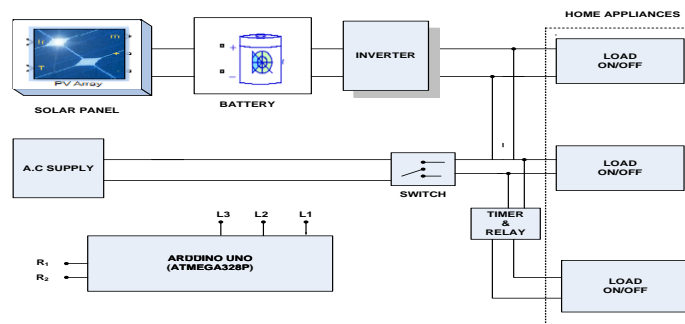 HOME APPLIANCES
m
T
PV Array
+
−
INVERTER
LOAD
ON/OFF
SOLAR PANEL
BATTERY
A.C SUPPLY
SWITCH
LOAD
ON/OFF
TIMER
&
RELAY
L3
L2
L1
R1
R2
ARDDINO UNO
(ATMEGA328P)
LOAD
ON/OFF